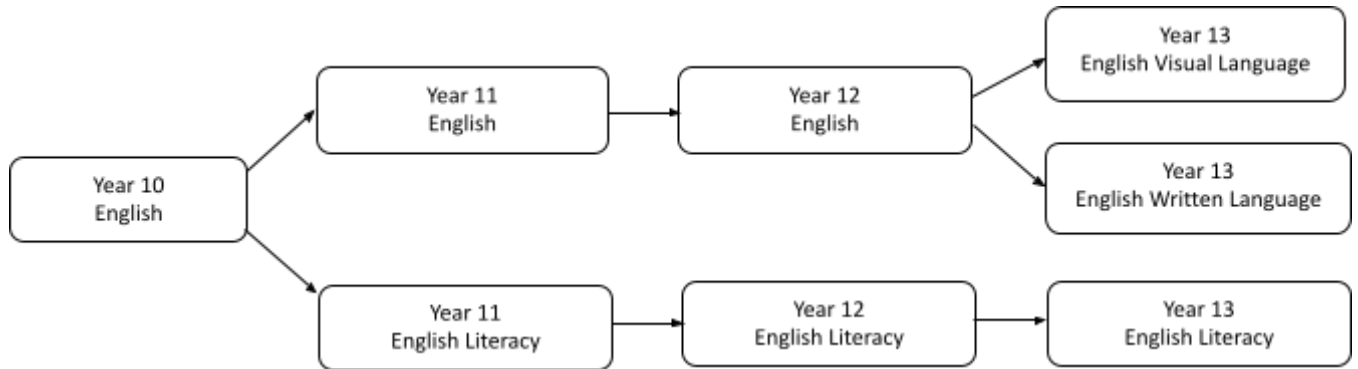 Year 10
English
Year 11
English
Year 12
English
Year 13
English Visual Language
Year 13
English Written Language
Year 11
English Literacy
Year 12
English Literacy
Year 13
English Literacy